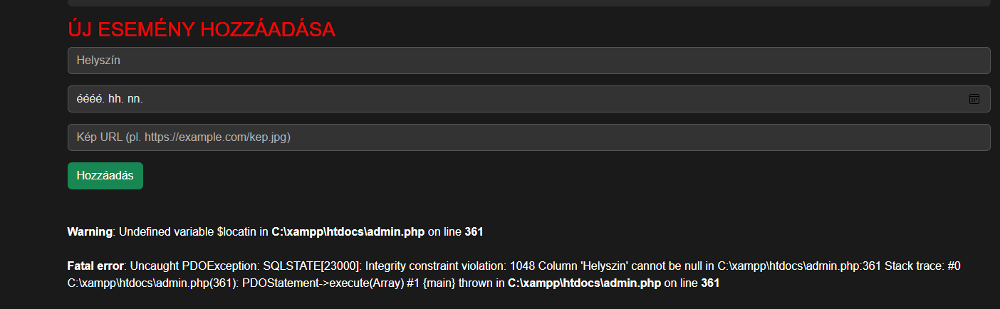 ÚJ ESEMÉNY HOZZÁADÁSA
Helyszín
éééé. hh. nn.
Kép URL (pl. https://example.com/kep.jpg)
Hozzáadás
Warning: Undefined variable $locatin in C:\xampp\htdocs\admin.php on line 361
Fatal error: Uncaught PDOException: SQLSTATE[23000]: Integrity constraint violation: 1048 Column 'Helyszin' cannot be null in C:\xampp\htdocs\admin.php:361 Stack trace: #0
C:\xampp\htdocs\admin.php(361): PDOStatement->execute(Array) #1 {main} thrown in C:\xampp\htdocs\admin.php on line 361